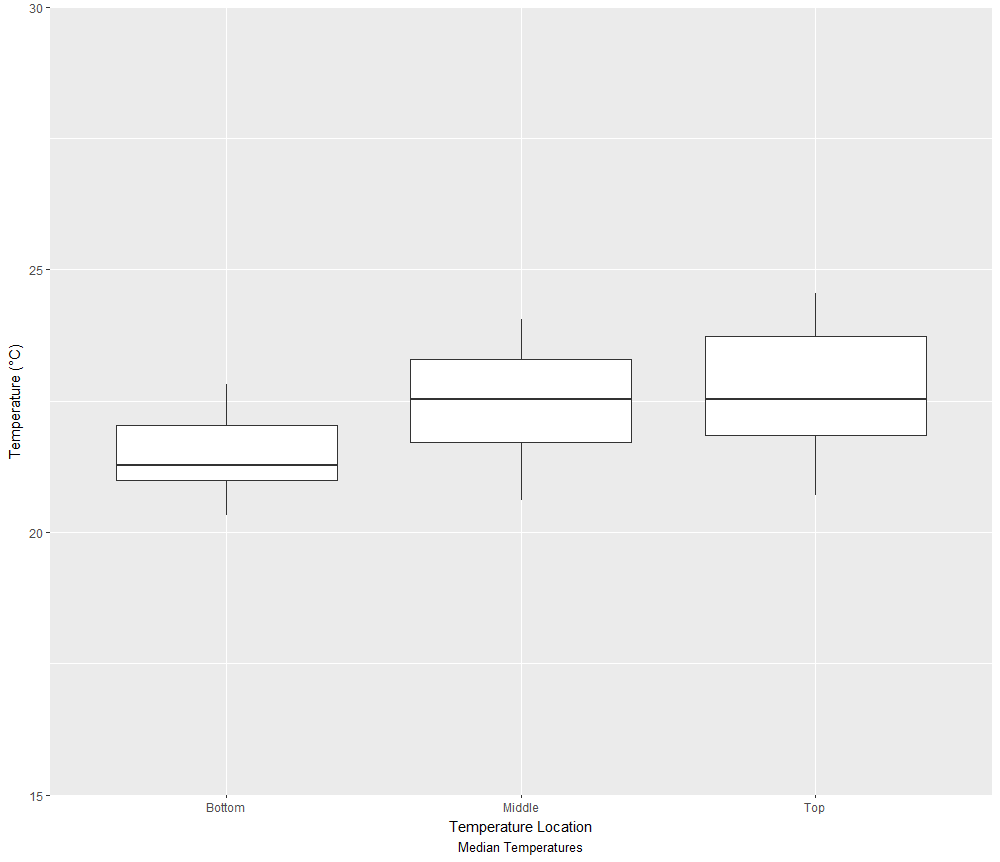 Temperature (°C)
30
25
20
15
Bottom Middle Top
Temperature Location
Median Temperatures